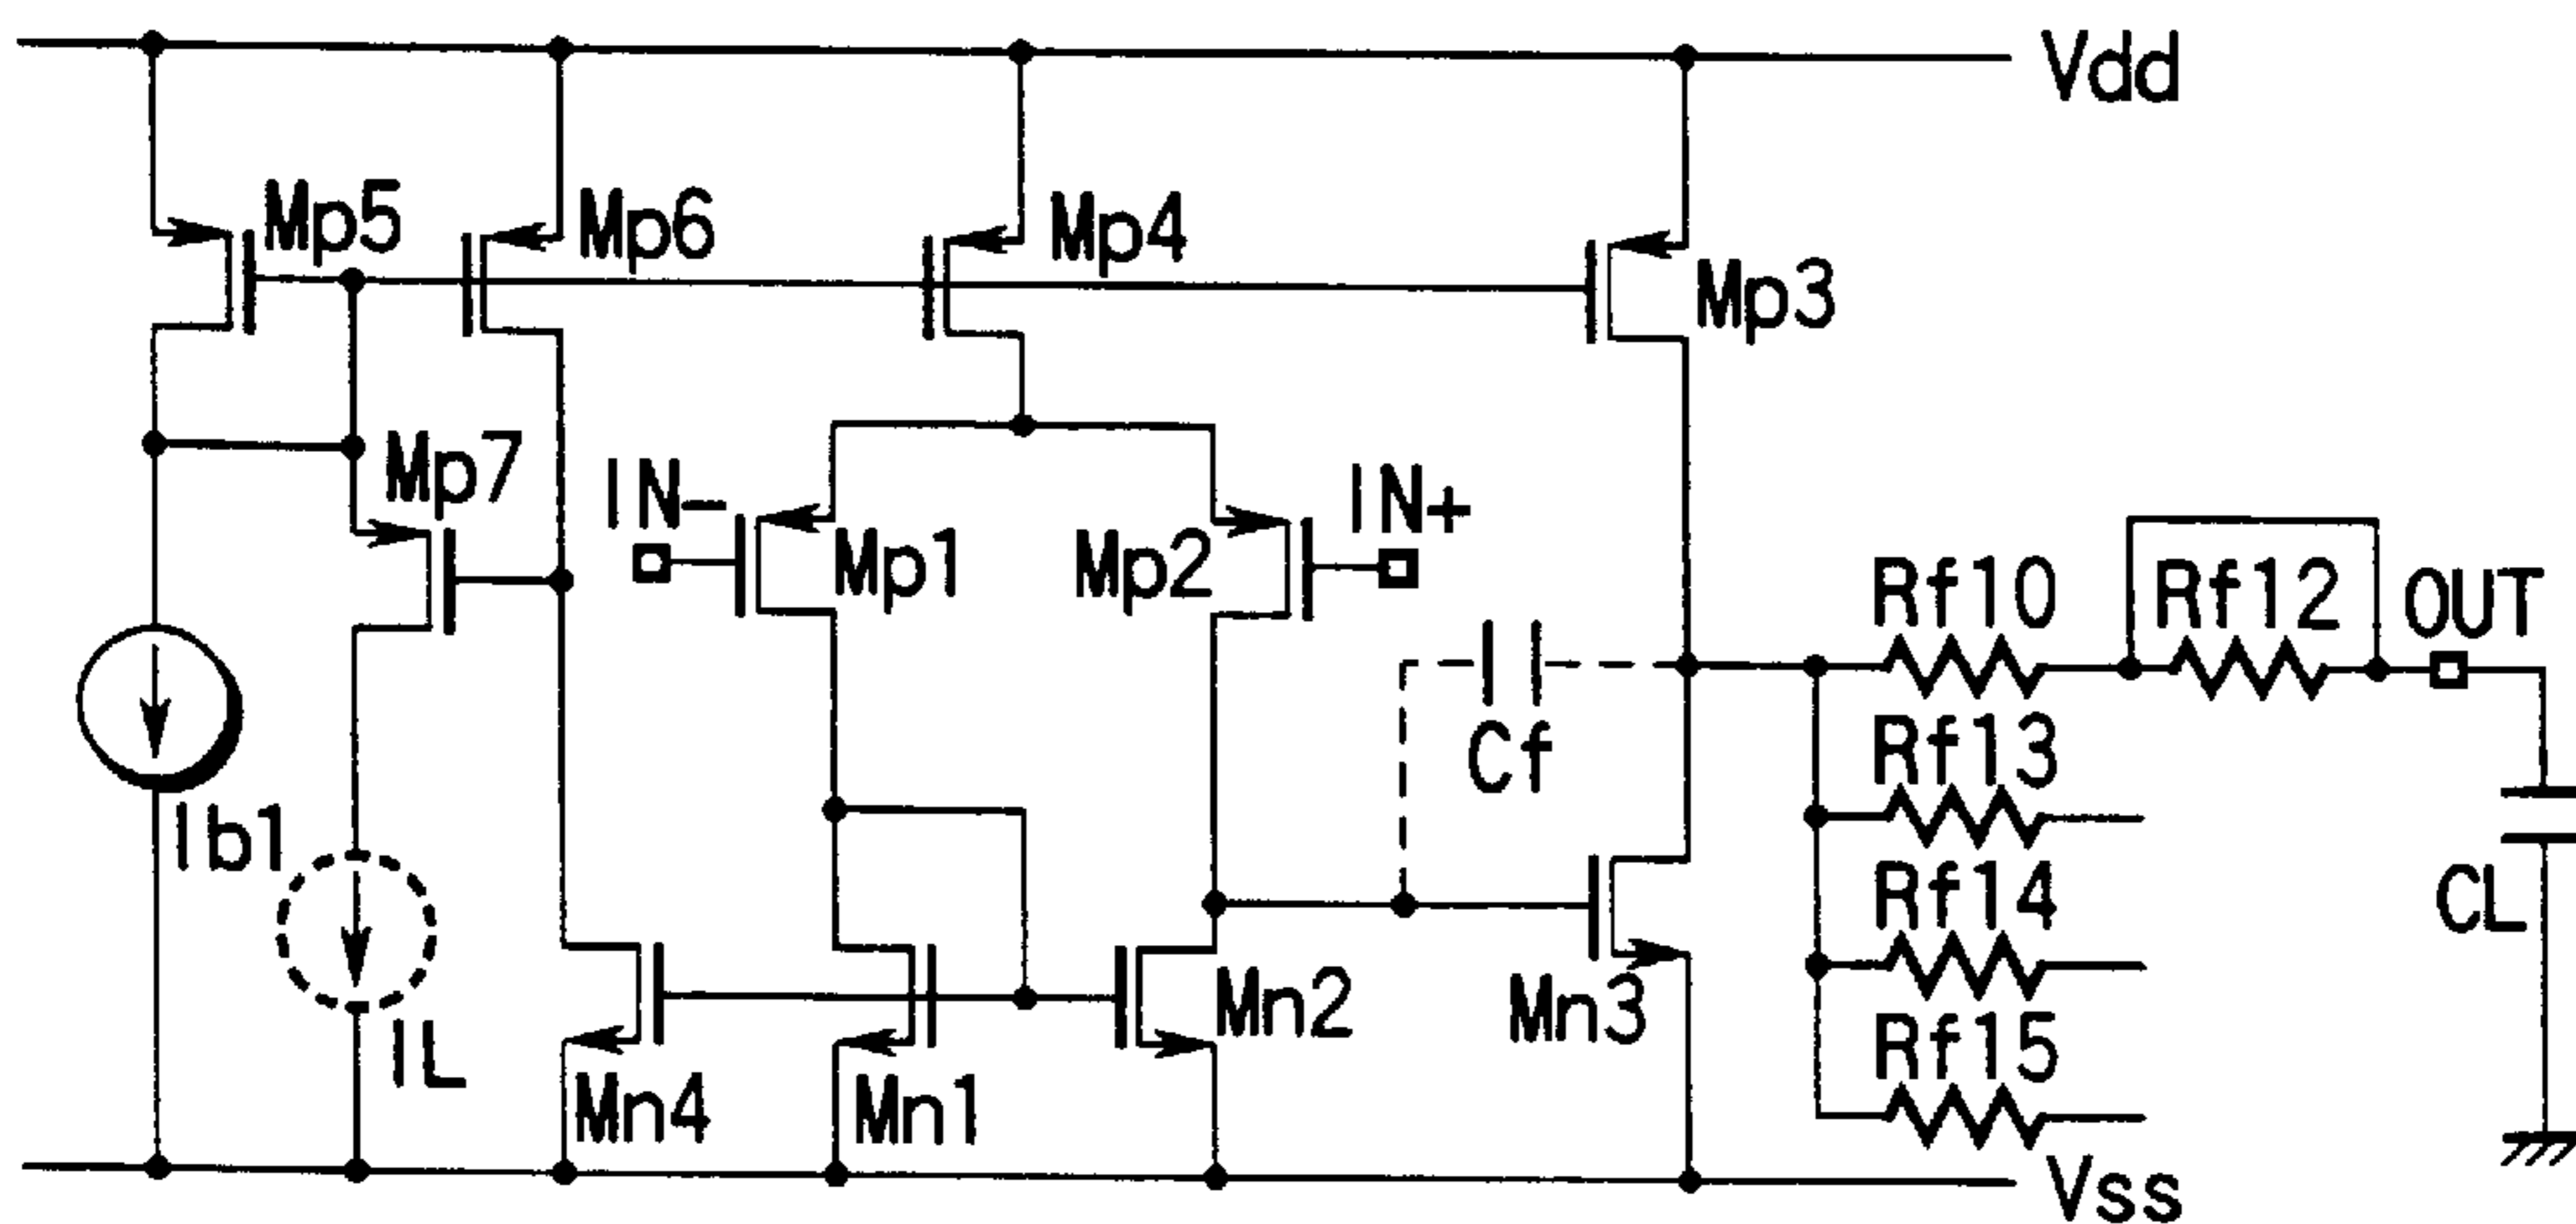 Vdd
Mp5
Mp6
Mp4
Mp3
Mp7
IN-
Mp1
Mp2
IN+
Rf10
Rf12
OUT
Cf
Rf13
Ib1
Rf14
CL
IL
Mn4
Mn1
Mn2
Mn3
Rf15
Vss